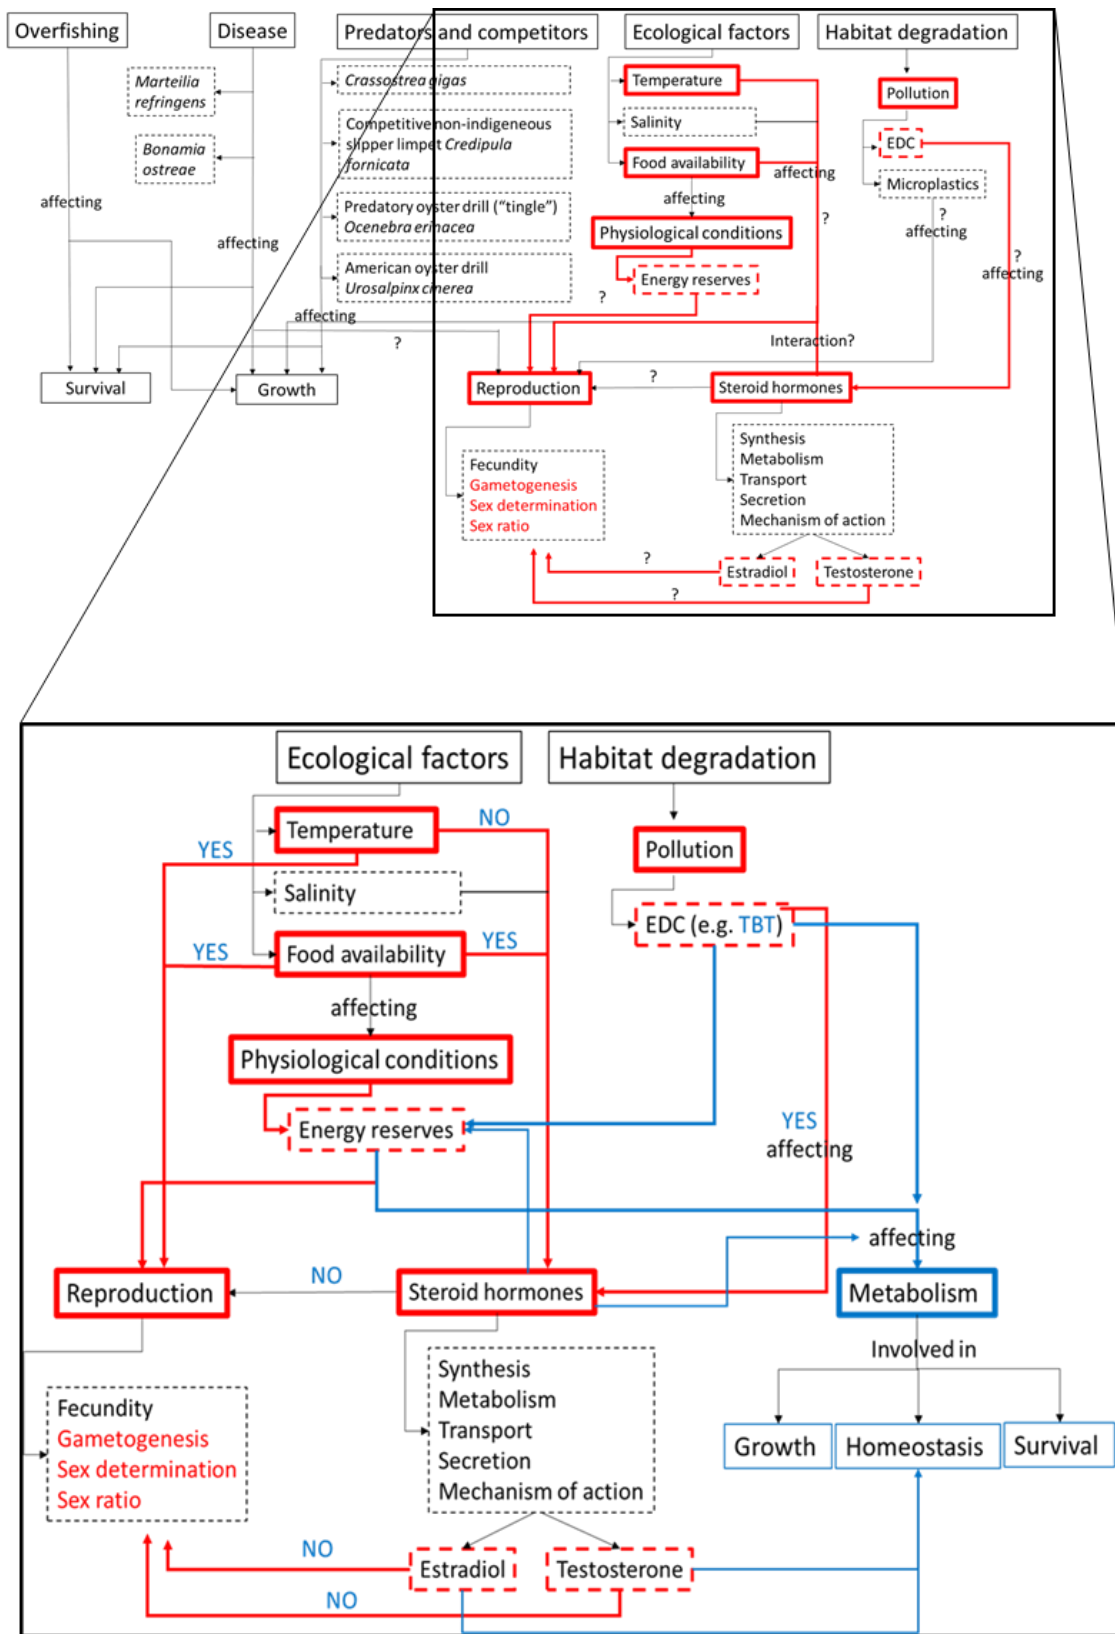 Overfishing
Disease
Predators and competitors
Ecological factors
Habitat degradation
Marteilia
refringens
Bonamia
ostreae
Crassostrea gigas
Competitive non-indigeneous
slipper limpet Credipula
fornicata
Predatory oyster drill (“tingle”)
Ocenebra erinacea
American oyster drill
Urosalpinx cinerea
Temperature
Salinity
Food availability
affecting
affecting
Physiological conditions
Energy reserves
Pollution
EDC
Microplastics
?
affecting
?
?
affecting
affecting
affecting
affecting
?
?
Interaction?
Survival
Growth
Reproduction
?
Steroid hormones
Fecundity
Gametogenesis
Sex determination
Sex ratio
Synthesis
Metabolism
Transport
Secretion
Mechanism of action
?
Estradiol
Testosterone
?
Ecological factors
Habitat degradation
Temperature
NO
YES
Pollution
Salinity
EDC (e.g. TBT)
YES
Food availability
YES
affecting
Physiological conditions
Energy reserves
YES
affecting
affecting
Reproduction
NO
Steroid hormones
Metabolism
Involved in
Fecundity
Gametogenesis
Sex determination
Sex ratio
Synthesis
Metabolism
Transport
Secretion
Mechanism of action
Growth
Homeostasis
Survival
NO
Estradiol
Testosterone
NO